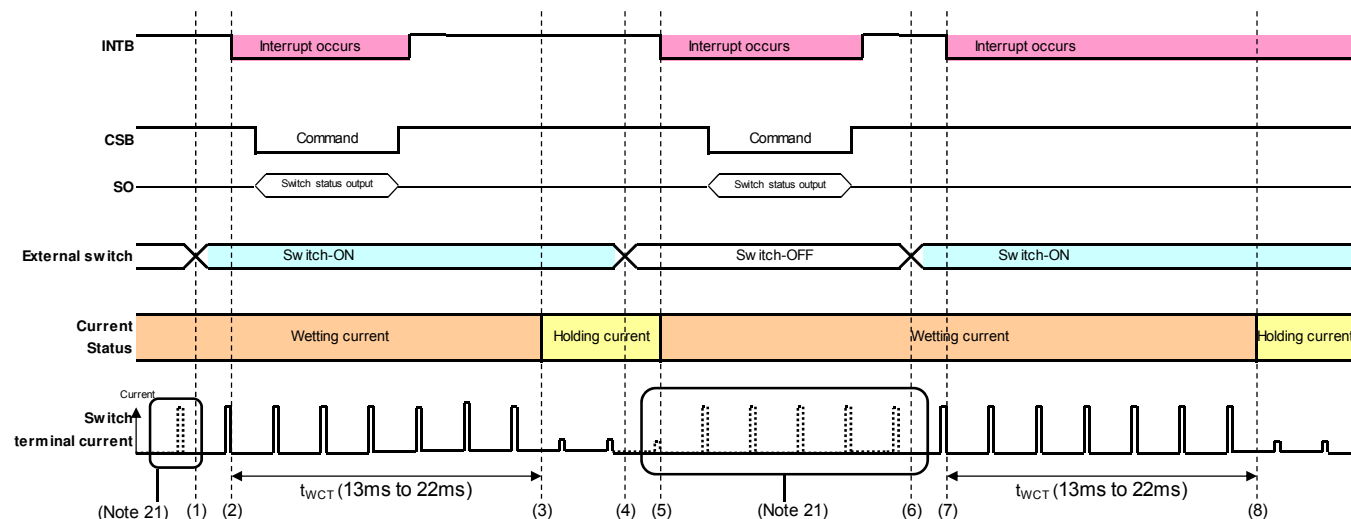 INTB
Interrupt occurs
Interrupt occurs
Interrupt occurs
CSB
Command
Command
SO
Switch status output
Switch status output
External switch
Switch-ON
Switch-OFF
Switch-ON
Current
Status
Wetting current
Holding current
Wetting current
Holding current
Current
Switch
terminal current
tWCT (13ms to 22ms)
tWCT (13ms to 22ms)
(Note 21)
(1)
(2)
(3)
(4)
(5)
(Note 21)
(6)
(7)
(8)